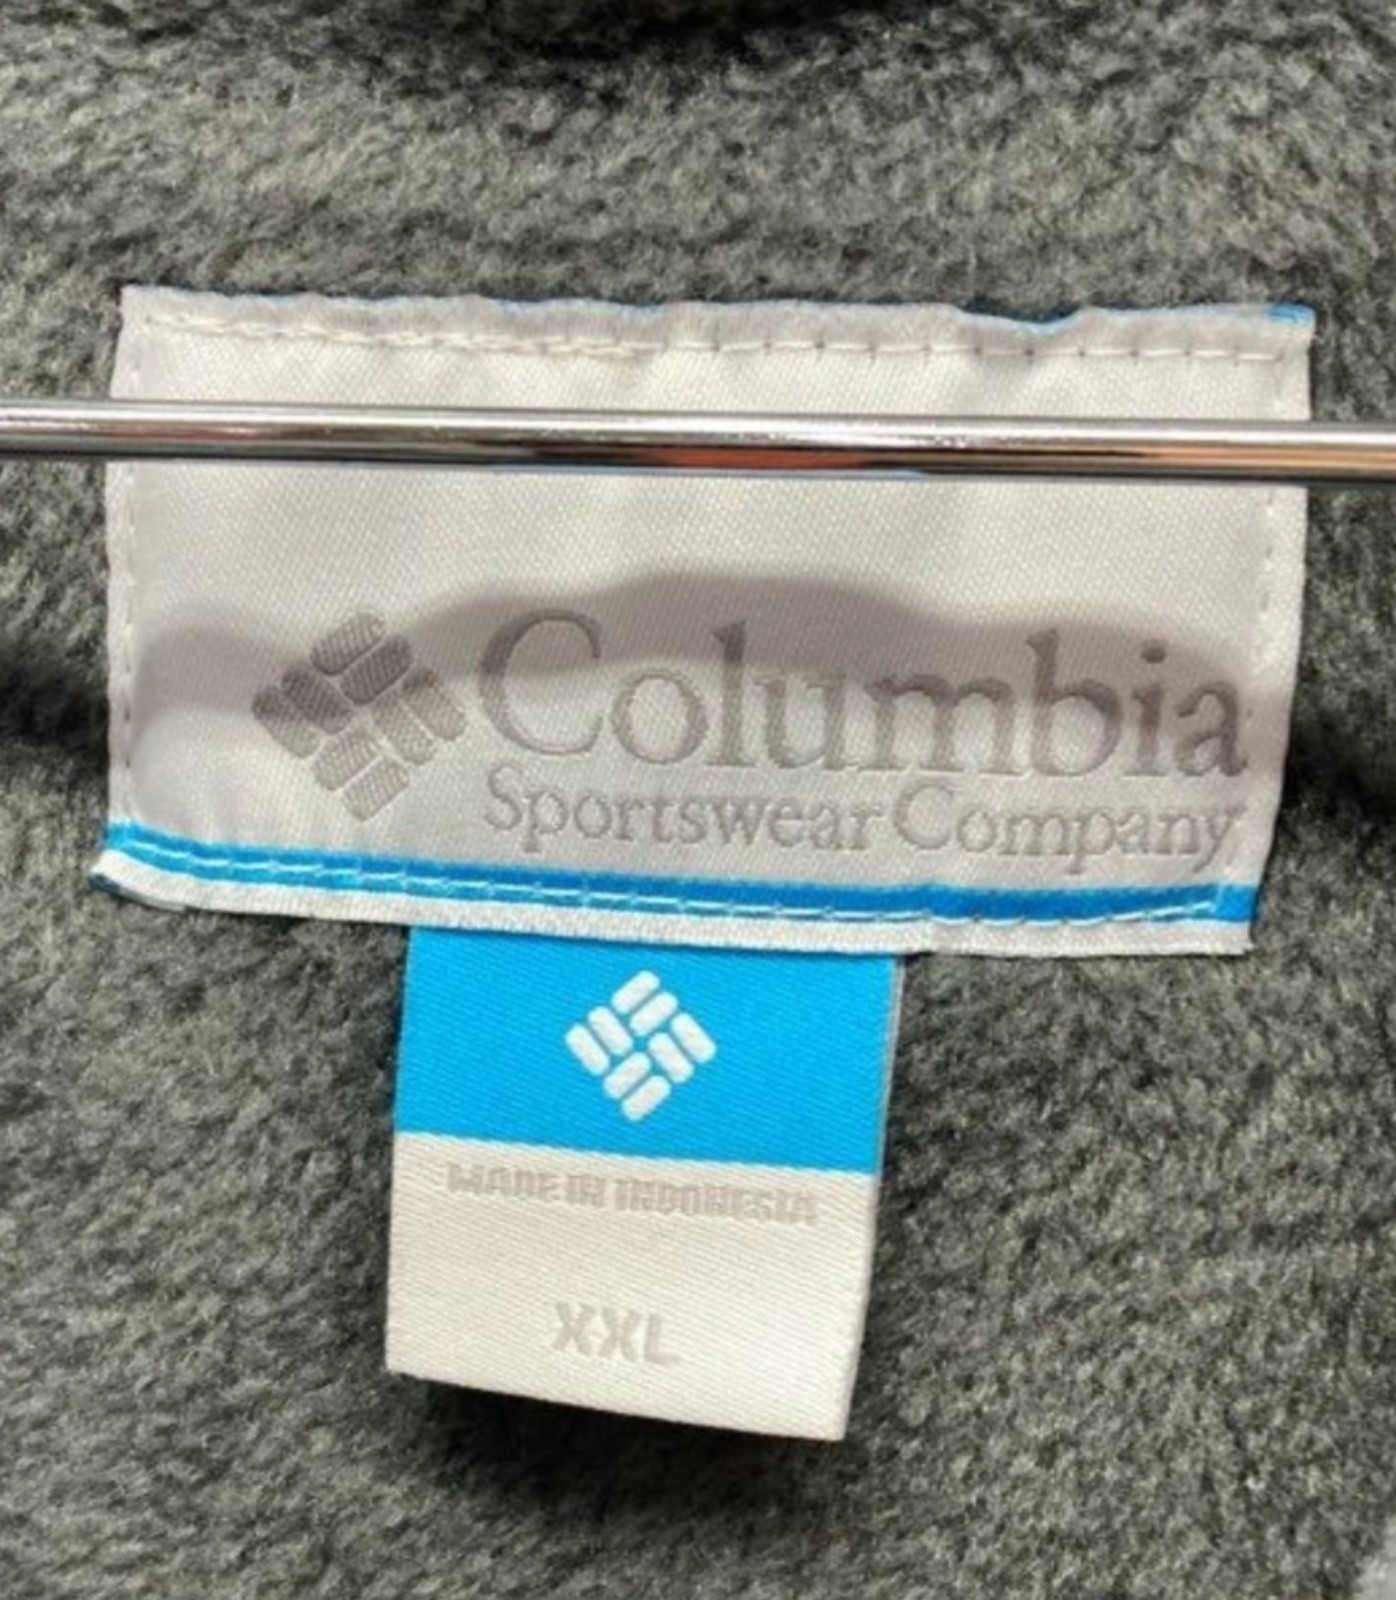 Columbia
Sportswear Company
MADE IN INDONESIA
XXL